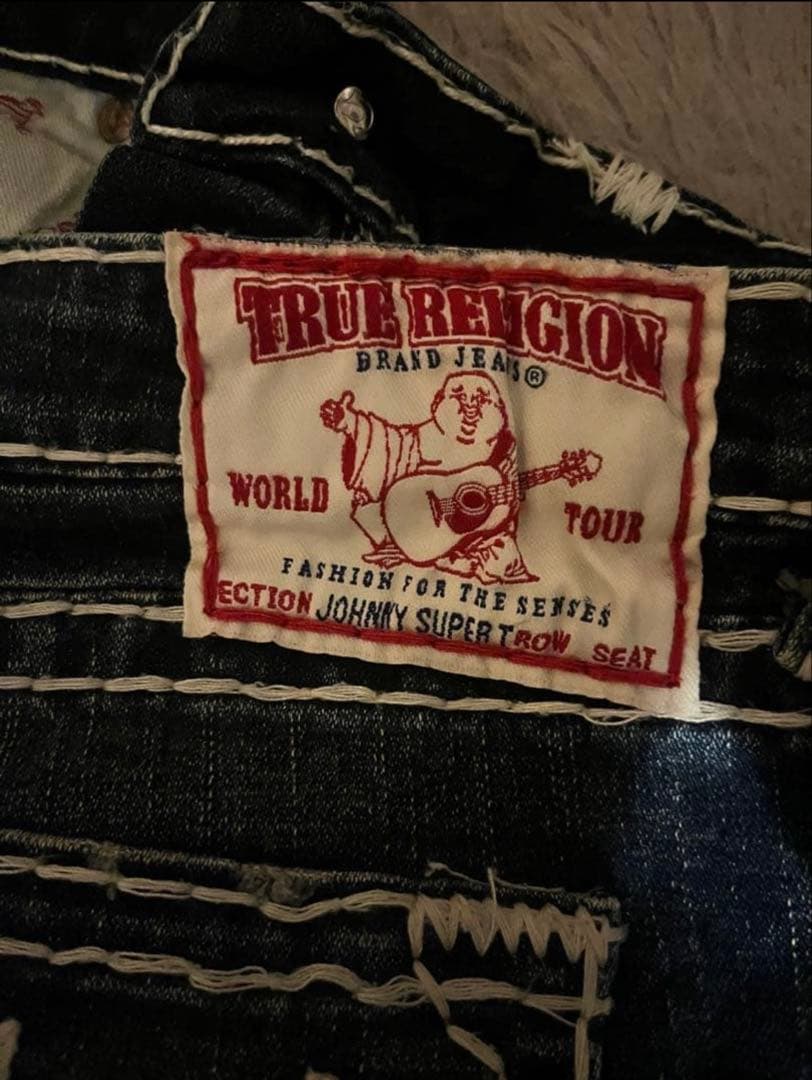 TRUE RELIGION
BRAND JEANS®
WORLD TOUR
FASHION FOR THE SENSES
ECTION JOHNNY SUPER T ROW SEAT